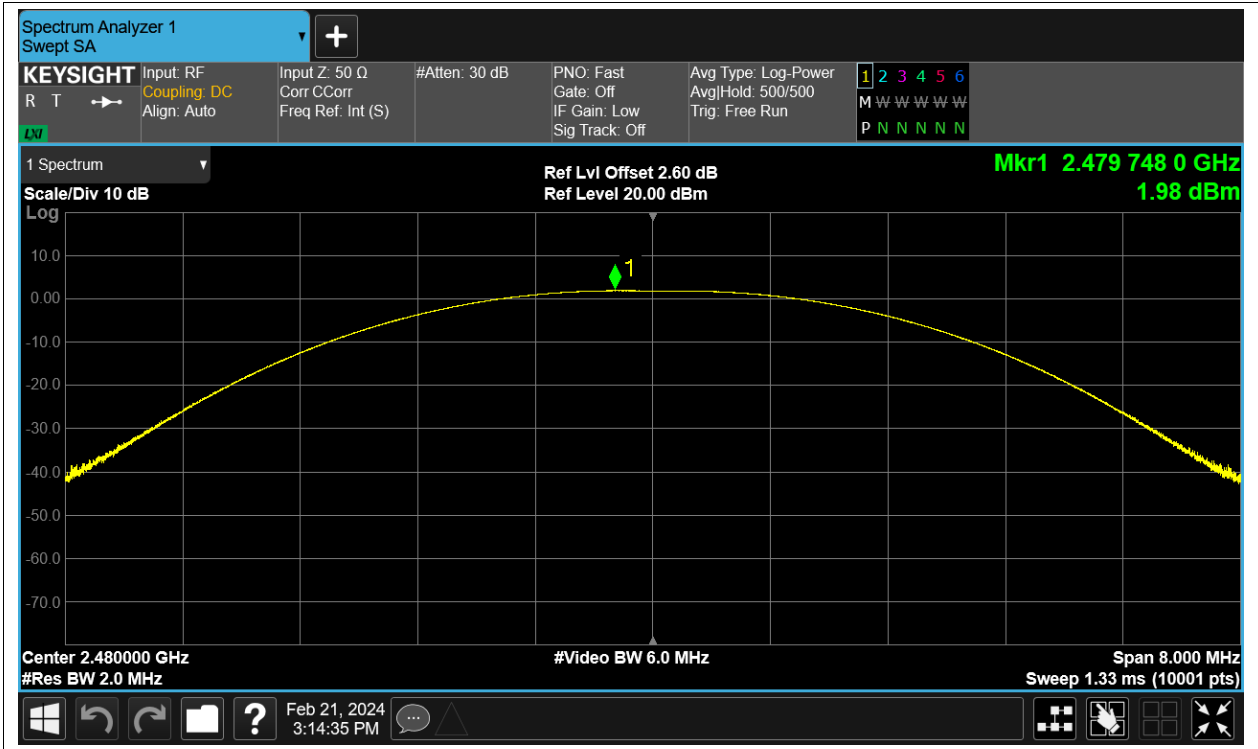 Spectrum Analyzer 1
Swept SA
+
KEYSIGHT
R T
LXI
Input: RF
Coupling: DC
Align: Auto
Input Z: 50 Ω
Corr CCorr
Freq Ref: Int (S)
#Atten: 30 dB
PNO: Fast
Gate: Off
IF Gain: Low
Sig Track: Off
Avg Type: Log-Power
Avg|Hold: 500/500
Trig: Free Run
1 2 3 4 5 6
M W W W W W
P N N N N N
1 Spectrum
Scale/Div 10 dB
Log
Ref Lvl Offset 2.60 dB
Ref Level 20.00 dBm
Mkr1 2.479 748 0 GHz
1.98 dBm
1
10.0
0.00
-10.0
-20.0
-30.0
-40.0
-50.0
-60.0
-70.0
Center 2.480000 GHz
#Video BW 6.0 MHz
Span 8.000 MHz
#Res BW 2.0 MHz
Sweep 1.33 ms (10001 pts)
?
Feb 21, 2024
3:14:35 PM